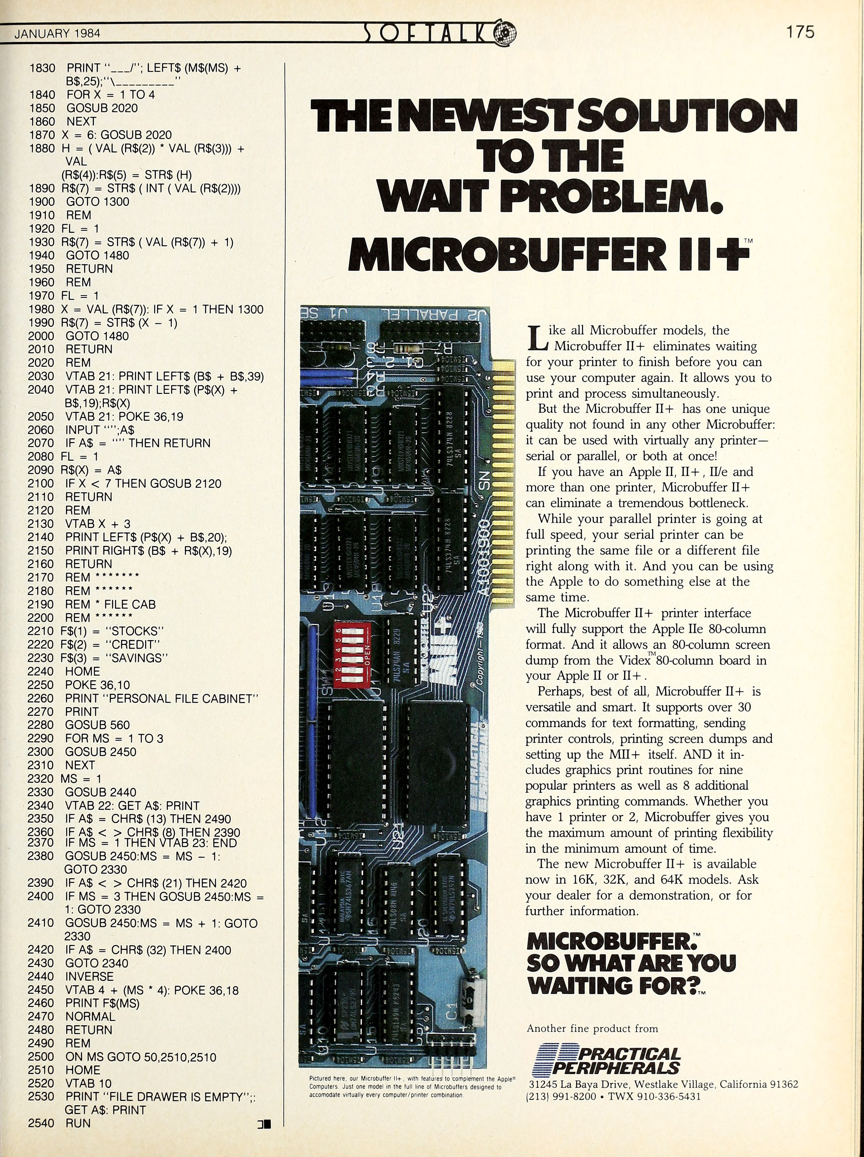 JANUARY 1984
SOFTALK
175
1830 PRINT "___/"; LEFT$ (M$(MS) +
B$,25);"\_________"
1840 FOR X = 1 TO 4
1850 GOSUB 2020
1860 NEXT
1870 X = 6: GOSUB 2020
1880 H = ( VAL (R$(2)) * VAL (R$(3))) +
VAL
(R$(4)):R$(5) = STR$ (H)
1890 R$(7) = STR$ ( INT ( VAL (R$(2))))
1900 GOTO 1300
1910 REM
1920 FL = 1
1930 R$(7) = STR$ ( VAL (R$(7)) + 1)
1940 GOTO 1480
1950 RETURN
1960 REM
1970 FL = 1
1980 X = VAL (R$(7)): IF X = 1 THEN 1300
1990 R$(7) = STR$ (X − 1)
2000 GOTO 1480
2010 RETURN
2020 REM
2030 VTAB 21: PRINT LEFT$ (B$ + B$,39)
2040 VTAB 21: PRINT LEFT$ (P$(X) +
B$,19);R$(X)
2050 VTAB 21: POKE 36,19
2060 INPUT "";A$
2070 IF A$ = "" THEN RETURN
2080 FL = 1
2090 R$(X) = A$
2100 IF X < 7 THEN GOSUB 2120
2110 RETURN
2120 REM
2130 VTAB X + 3
2140 PRINT LEFT$ (P$(X) + B$,20);
2150 PRINT RIGHT$ (B$ + R$(X),19)
2160 RETURN
2170 REM *******
2180 REM ******
2190 REM * FILE CAB
2200 REM ******
2210 F$(1) = "STOCKS"
2220 F$(2) = "CREDIT"
2230 F$(3) = "SAVINGS"
2240 HOME
2250 POKE 36,10
2260 PRINT "PERSONAL FILE CABINET"
2270 PRINT
2280 GOSUB 560
2290 FOR MS = 1 TO 3
2300 GOSUB 2450
2310 NEXT
2320 MS = 1
2330 GOSUB 2440
2340 VTAB 22: GET A$: PRINT
2350 IF A$ = CHR$ (13) THEN 2490
2360 IF A$ < > CHR$ (8) THEN 2390
2370 IF MS = 1 THEN VTAB 23: END
2380 GOSUB 2450:MS = MS − 1:
GOTO 2330
2390 IF A$ < > CHR$ (21) THEN 2420
2400 IF MS = 3 THEN GOSUB 2450:MS =
1: GOTO 2330
2410 GOSUB 2450:MS = MS + 1: GOTO
2330
2420 IF A$ = CHR$ (32) THEN 2400
2430 GOTO 2340
2440 INVERSE
2450 VTAB 4 + (MS * 4): POKE 36,18
2460 PRINT F$(MS)
2470 NORMAL
2480 RETURN
2490 REM
2500 ON MS GOTO 50,2510,2510
2510 HOME
2520 VTAB 10
2530 PRINT "FILE DRAWER IS EMPTY";:
GET A$: PRINT
2540 RUN
THE NEWEST SOLUTION
TO THE
WAIT PROBLEM.
MICROBUFFER II+™
J1 SE
J2 PARALLEL
SN
A1001900
OPEN
1 2 3 4 5 6
MII+
Copyright—1983
C1
Like all Microbuffer models, the
Microbuffer II+ eliminates waiting
for your printer to finish before you can
use your computer again. It allows you to
print and process simultaneously.
But the Microbuffer II+ has one unique
quality not found in any other Microbuffer:
it can be used with virtually any printer—
serial or parallel, or both at once!
If you have an Apple II, II+, II/e and
more than one printer, Microbuffer II+
can eliminate a tremendous bottleneck.
While your parallel printer is going at
full speed, your serial printer can be
printing the same file or a different file
right along with it. And you can be using
the Apple to do something else at the
same time.
The Microbuffer II+ printer interface
will fully support the Apple IIe 80-column
format. And it allows an 80-column screen
dump from the Videx™ 80-column board in
your Apple II or II+.
Perhaps, best of all, Microbuffer II+ is
versatile and smart. It supports over 30
commands for text formatting, sending
printer controls, printing screen dumps and
setting up the MII+ itself. AND it in-
cludes graphics print routines for nine
popular printers as well as 8 additional
graphics printing commands. Whether you
have 1 printer or 2, Microbuffer gives you
the maximum amount of printing flexibility
in the minimum amount of time.
The new Microbuffer II+ is available
now in 16K, 32K, and 64K models. Ask
your dealer for a demonstration, or for
further information.
MICROBUFFER.™
SO WHAT ARE YOU
WAITING FOR?™
Another fine product from
PRACTICAL
PERIPHERALS
31245 La Baya Drive, Westlake Village, California 91362
(213) 991-8200 • TWX 910-336-5431
Pictured here, our Microbuffer II+, with features to complement the Apple®
Computers. Just one model in the full line of Microbuffers designed to
accomodate virtually every computer/printer combination